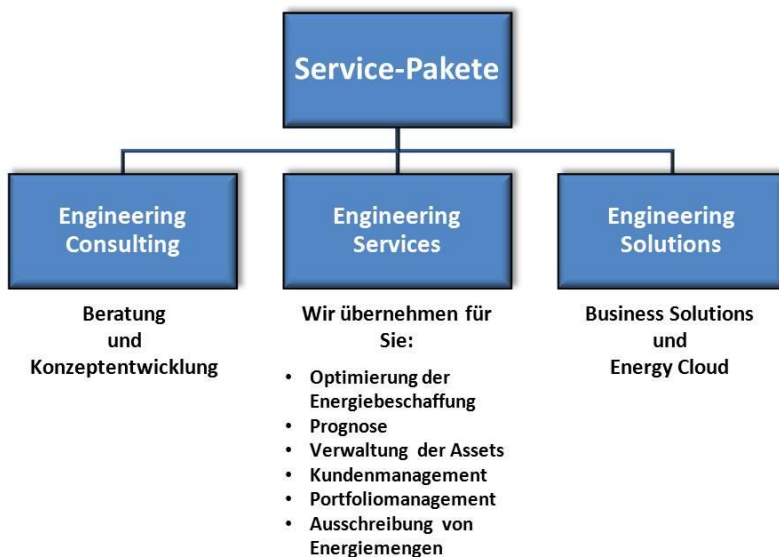 Service-Pakete
Engineering
Consulting
Beratung
und
Konzeptentwicklung
Engineering
Services
Wir übernehmen für
Sie:
• Optimierung der
Energiebeschaffung
• Prognose
• Verwaltung der Assets
• Kundenmanagement
• Portfoliomanagement
• Ausschreibung von
Energiemengen
Engineering
Solutions
Business Solutions
und
Energy Cloud